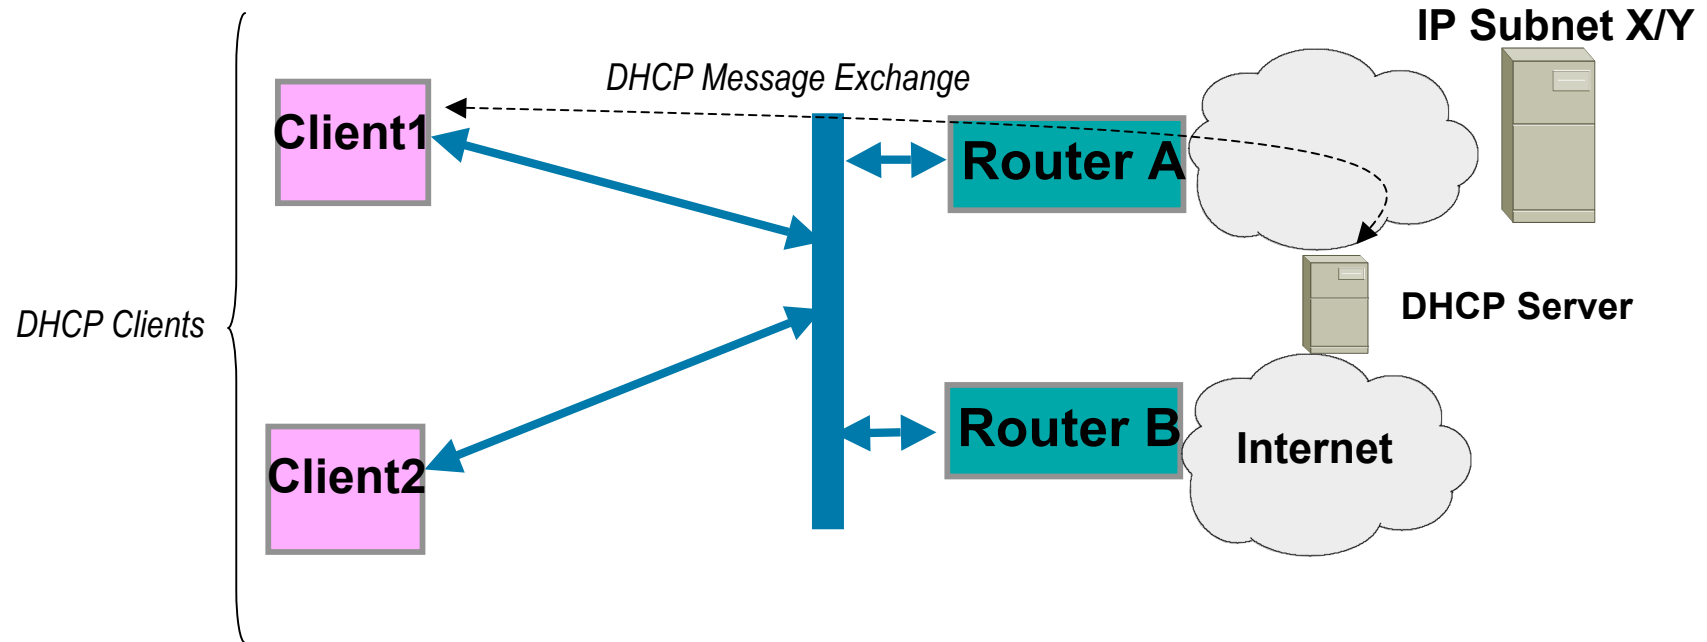 IP Subnet X/Y
DHCP Message Exchange
Client1
Router A
DHCP Clients
DHCP Server
Router B
Internet
Client2